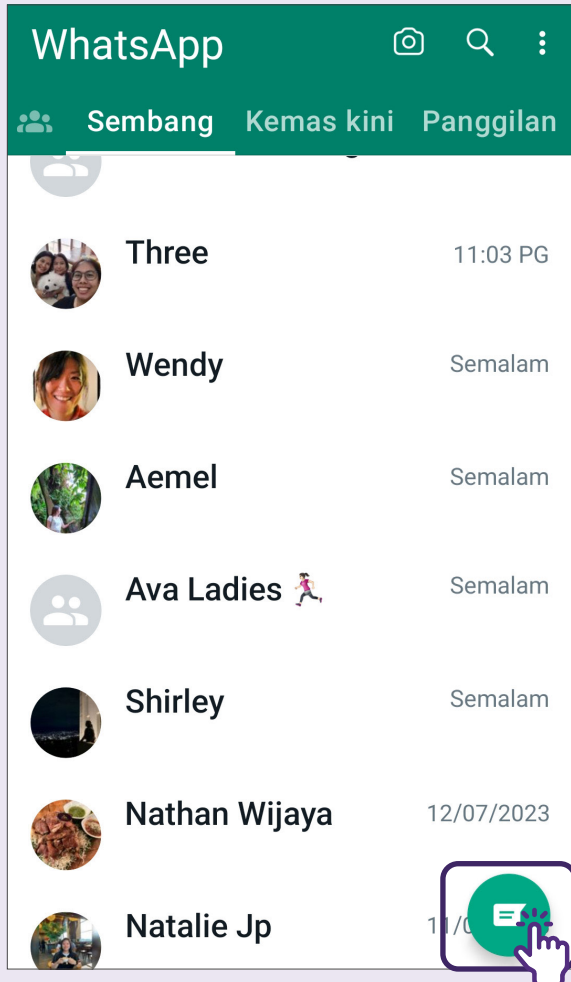 WhatsApp
Sembang Kemas kini Panggilan
Three 11:03 PG
Wendy Semalam
Aemel Semalam
Ava Ladies 🏃🏻‍♀️ Semalam
Shirley Semalam
Nathan Wijaya 12/07/2023
Natalie Jp